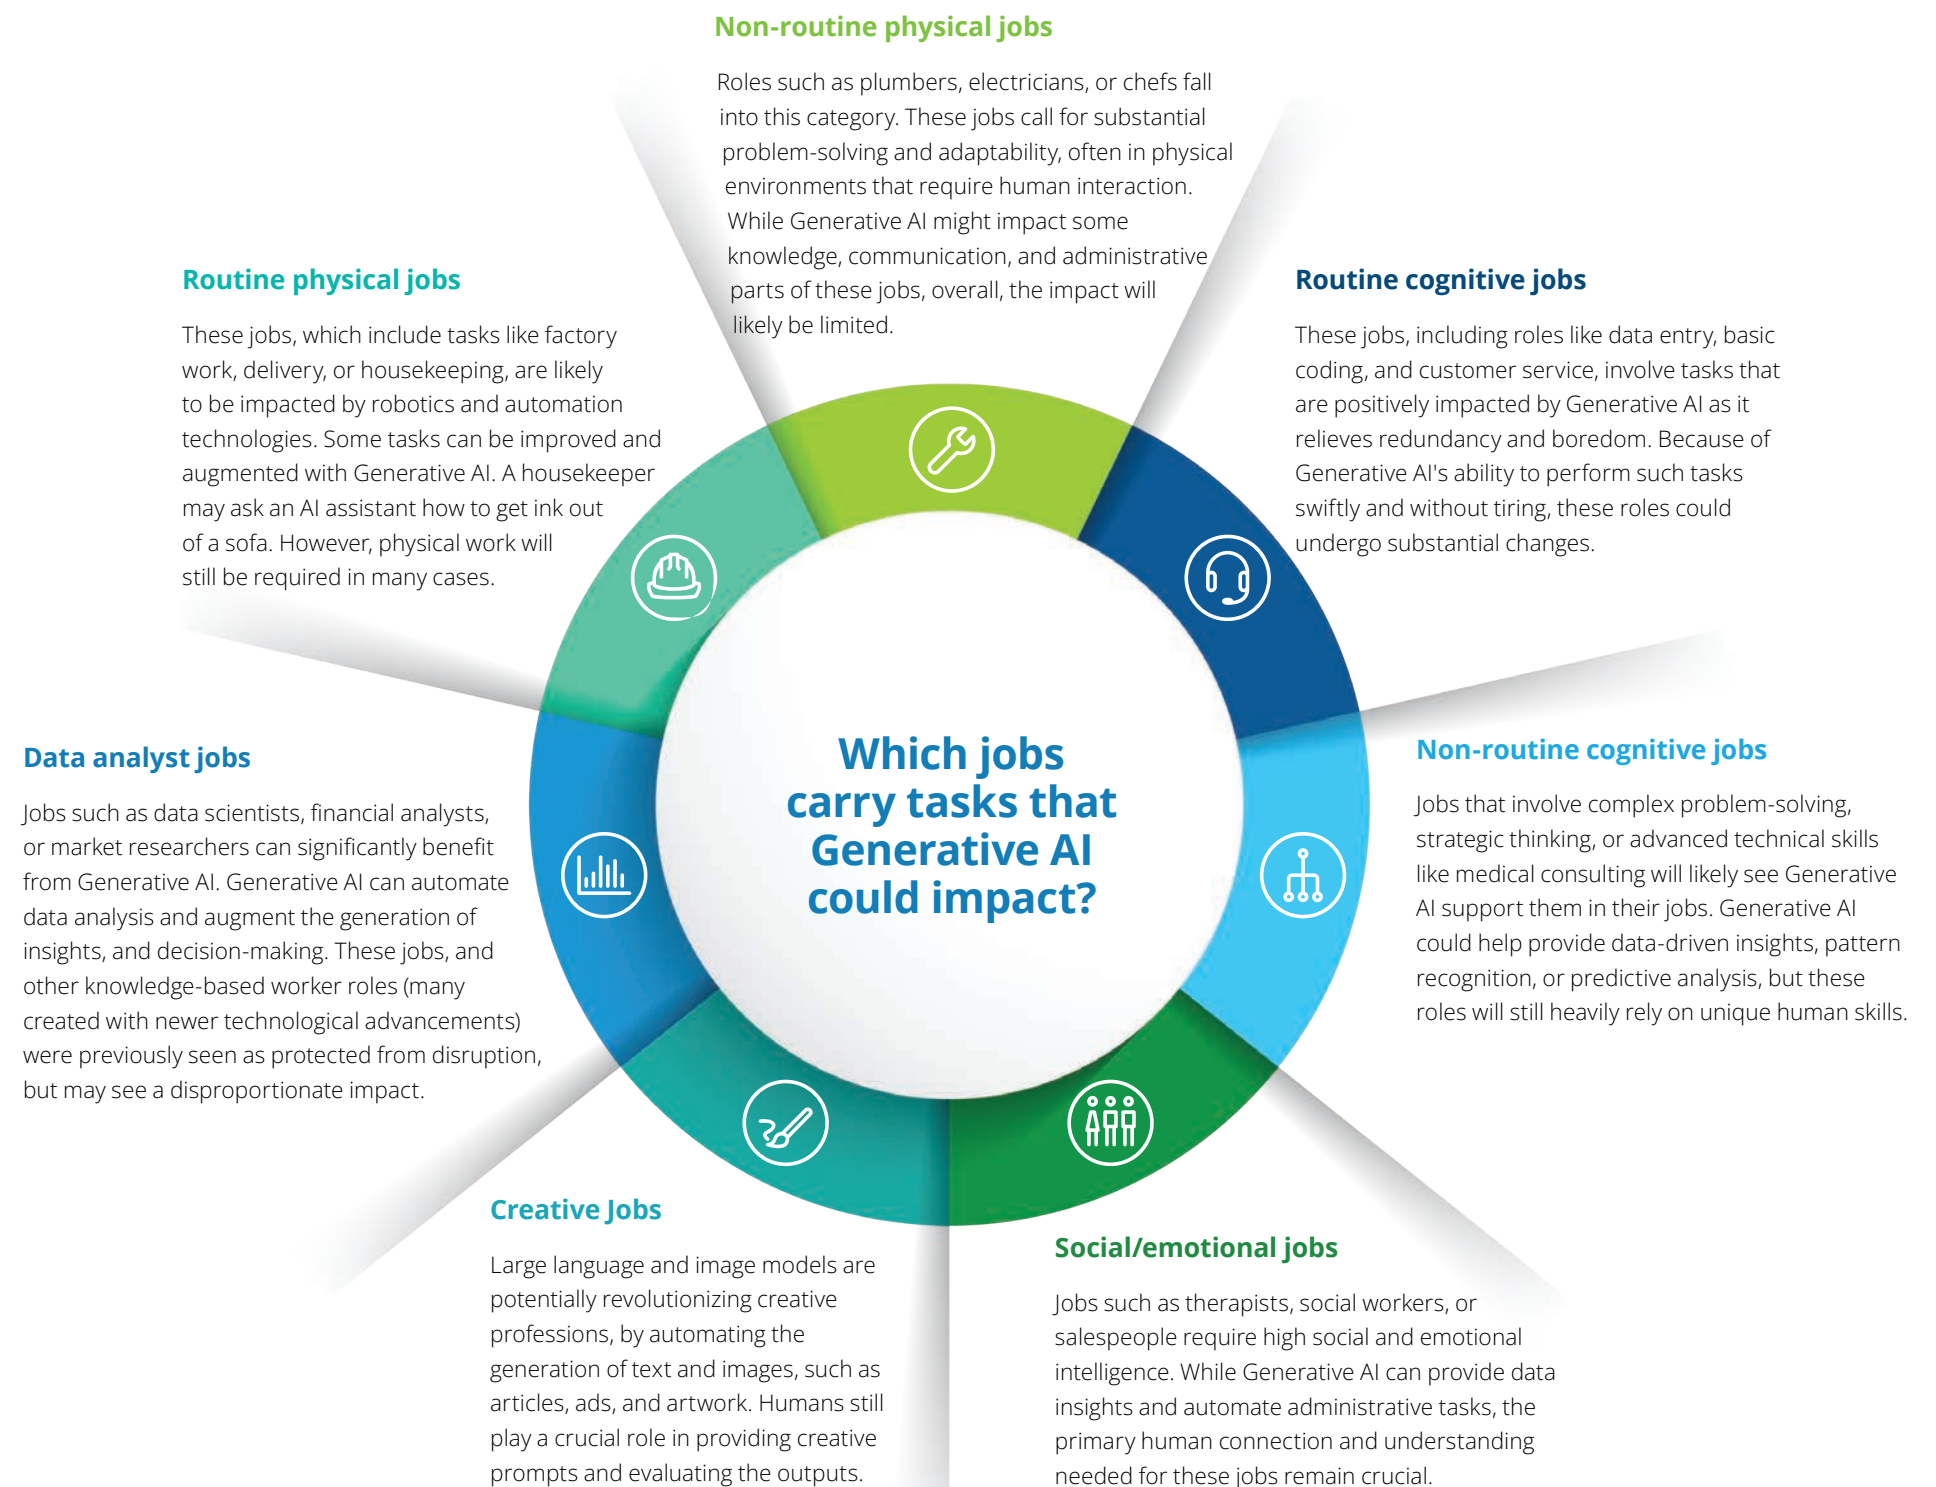 Non-routine physical jobs
Roles such as plumbers, electricians, or chefs fall
into this category. These jobs call for substantial
problem-solving and adaptability, often in physical
environments that require human interaction.
While Generative AI might impact some
knowledge, communication, and administrative
parts of these jobs, overall, the impact will
likely be limited.
Routine physical jobs
These jobs, which include tasks like factory
work, delivery, or housekeeping, are likely
to be impacted by robotics and automation
technologies. Some tasks can be improved and
augmented with Generative AI. A housekeeper
may ask an AI assistant how to get ink out
of a sofa. However, physical work will
still be required in many cases.
Routine cognitive jobs
These jobs, including roles like data entry, basic
coding, and customer service, involve tasks that
are positively impacted by Generative AI as it
relieves redundancy and boredom. Because of
Generative AI's ability to perform such tasks
swiftly and without tiring, these roles could
undergo substantial changes.
Which jobs
carry tasks that
Generative AI
could impact?
Data analyst jobs
Jobs such as data scientists, financial analysts,
or market researchers can significantly benefit
from Generative AI. Generative AI can automate
data analysis and augment the generation of
insights, and decision-making. These jobs, and
other knowledge-based worker roles (many
created with newer technological advancements)
were previously seen as protected from disruption,
but may see a disproportionate impact.
Non-routine cognitive jobs
Jobs that involve complex problem-solving,
strategic thinking, or advanced technical skills
like medical consulting will likely see Generative
AI support them in their jobs. Generative AI
could help provide data-driven insights, pattern
recognition, or predictive analysis, but these
roles will still heavily rely on unique human skills.
Creative Jobs
Large language and image models are
potentially revolutionizing creative
professions, by automating the
generation of text and images, such as
articles, ads, and artwork. Humans still
play a crucial role in providing creative
prompts and evaluating the outputs.
Social/emotional jobs
Jobs such as therapists, social workers, or
salespeople require high social and emotional
intelligence. While Generative AI can provide data
insights and automate administrative tasks, the
primary human connection and understanding
needed for these jobs remain crucial.